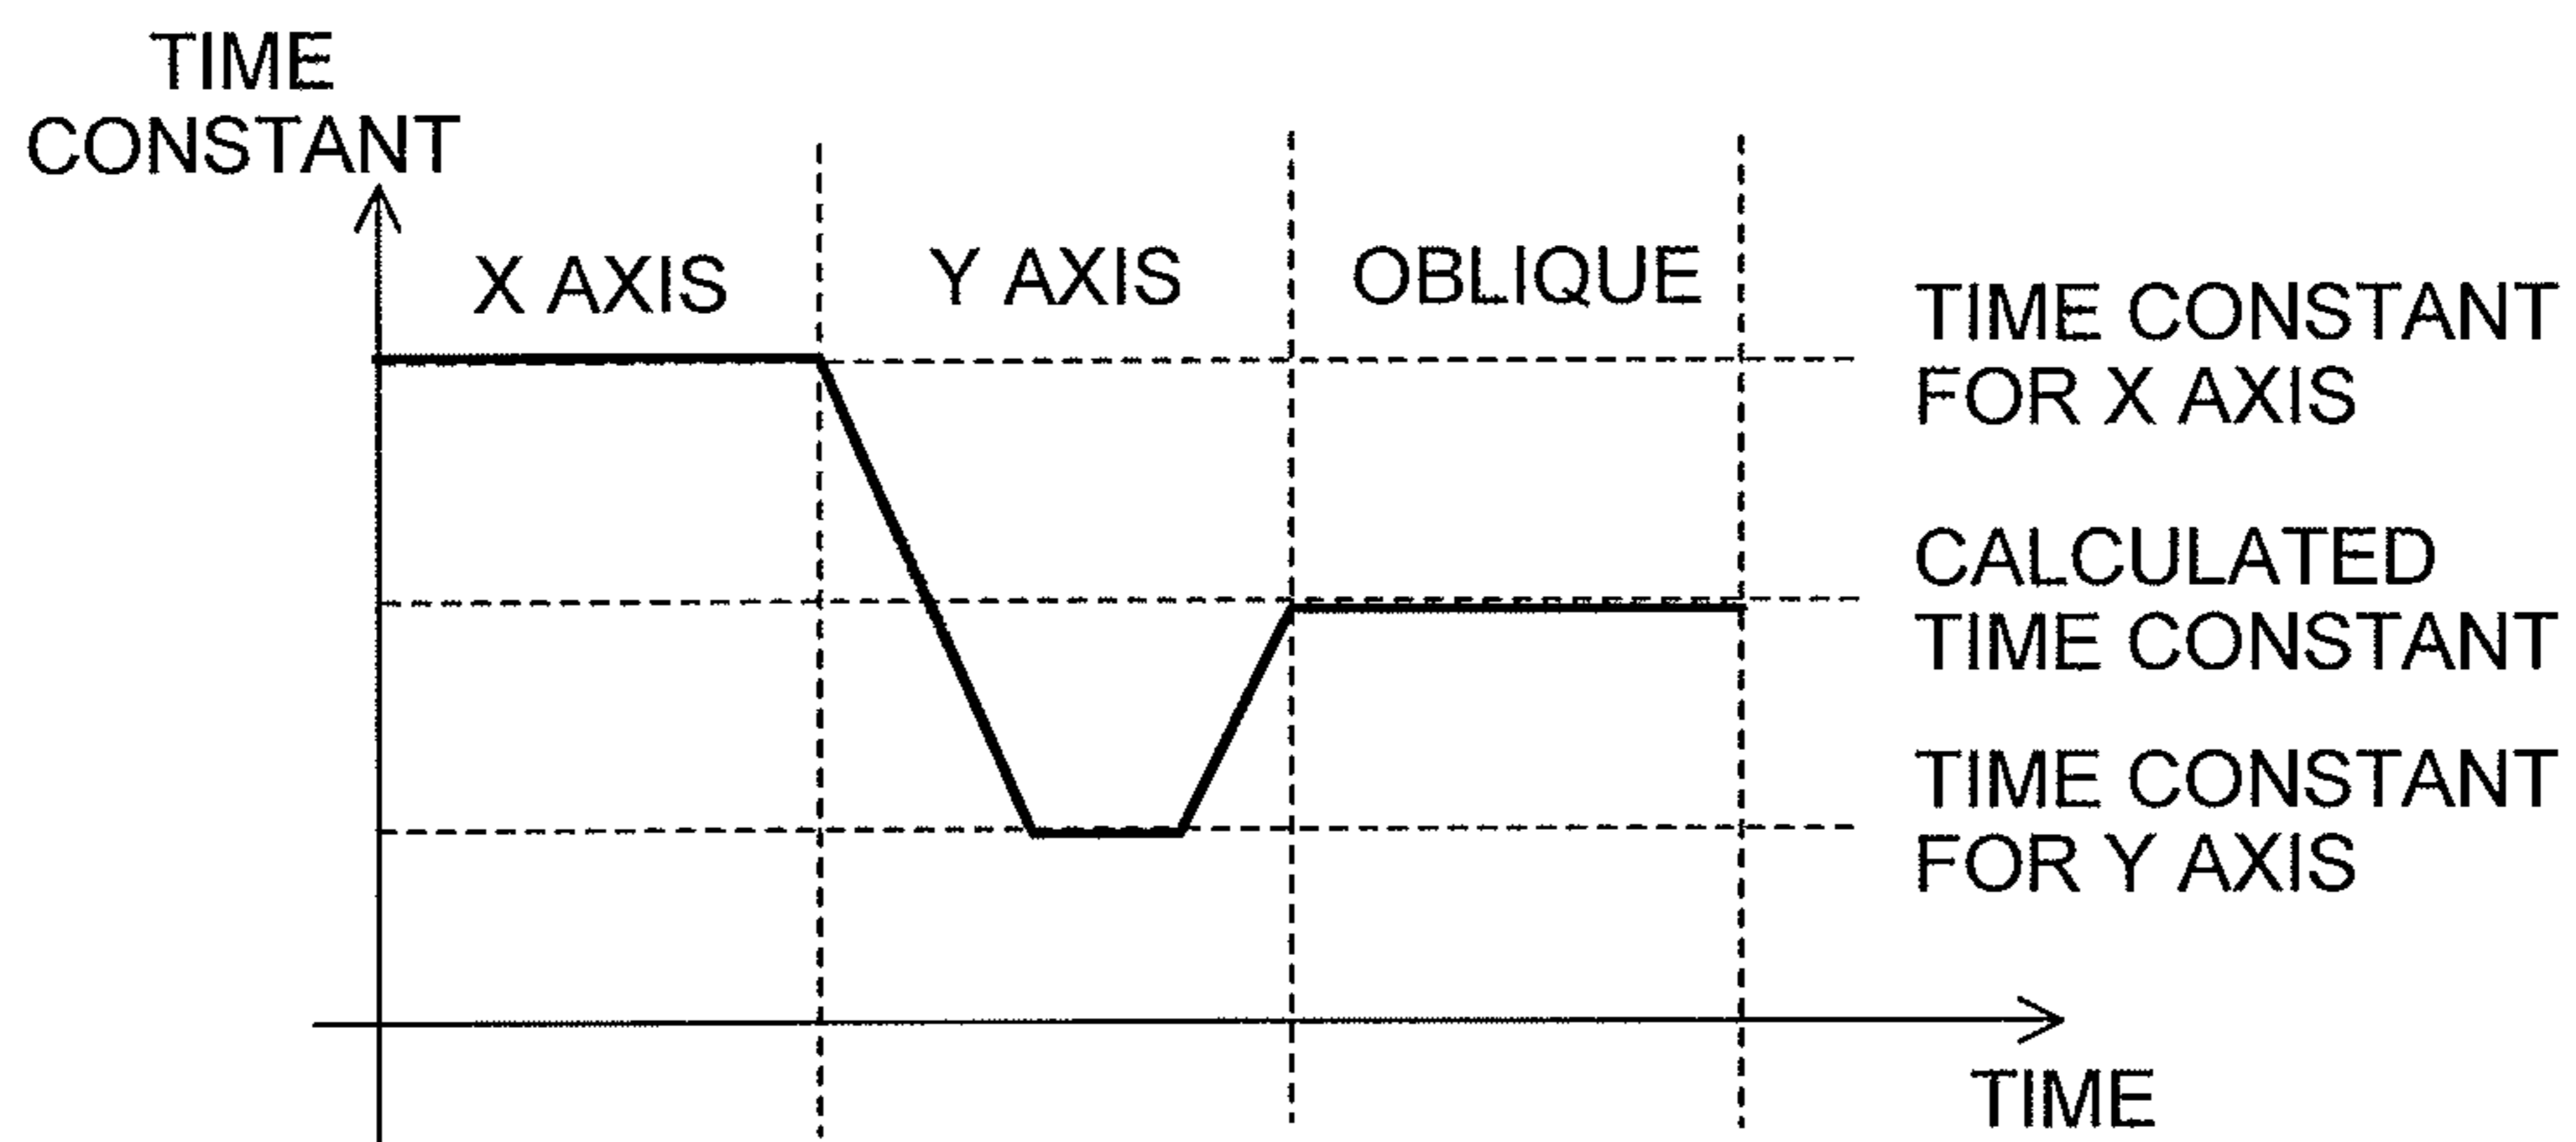 TIME
CONSTANT
X AXIS
Y AXIS
OBLIQUE
TIME CONSTANT
FOR X AXIS
CALCULATED
TIME CONSTANT
TIME CONSTANT
FOR Y AXIS
TIME